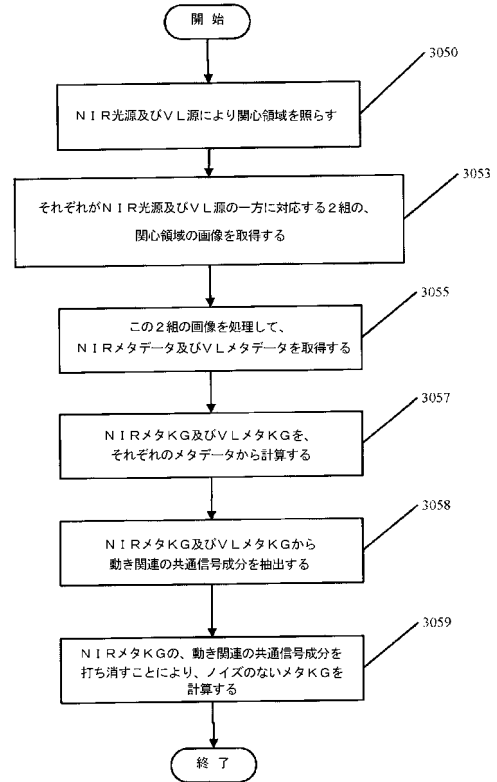 開 始
3050
ＮＩＲ光源及びＶＬ源により関心領域を照らす
3053
それぞれがＮＩＲ光源及びＶＬ源の一方に対応する２組の、
関心領域の画像を取得する
3055
この２組の画像を処理して、
ＮＩＲメタデータ及びＶＬメタデータを取得する
3057
ＮＩＲメタＫＧ及びＶＬメタＫＧを、
それぞれのメタデータから計算する
3058
ＮＩＲメタＫＧ及びＶＬメタＫＧから
動き関連の共通信号成分を抽出する
3059
ＮＩＲメタＫＧの、動き関連の共通信号成分を
打ち消すことにより、ノイズのないメタＫＧを
計算する
終 了